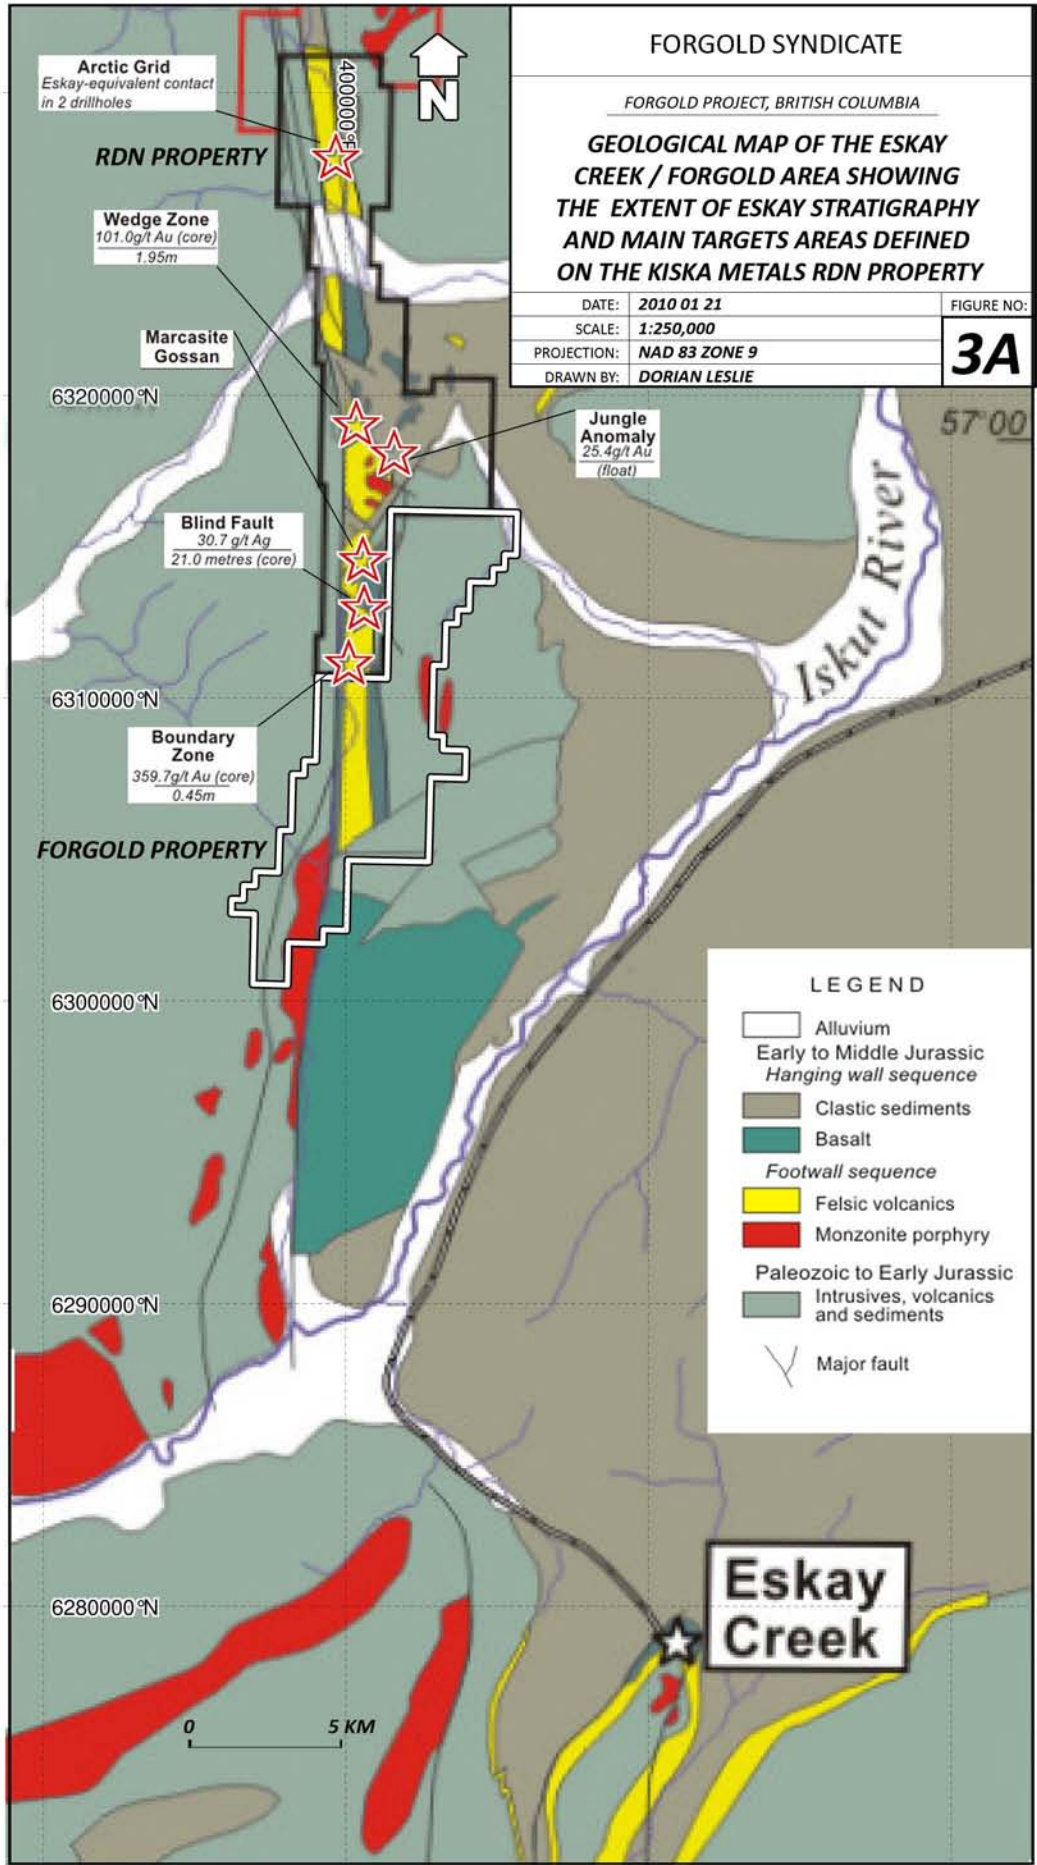 FORGOLD SYNDICATE
FORGOLD PROJECT, BRITISH COLUMBIA
GEOLOGICAL MAP OF THE ESKAY
CREEK / FORGOLD AREA SHOWING
THE EXTENT OF ESKAY STRATIGRAPHY
AND MAIN TARGETS AREAS DEFINED
ON THE KISKA METALS RDN PROPERTY
DATE: 2010 01 21
SCALE: 1:250,000
PROJECTION: NAD 83 ZONE 9
DRAWN BY: DORIAN LESLIE
FIGURE NO:
3A
N
400000°E
Arctic Grid
Eskay-equivalent contact
in 2 drillholes
RDN PROPERTY
Wedge Zone
101.0g/t Au (core)
1.95m
Marcasite
Gossan
6320000°N
57°00
Jungle
Anomaly
25.4g/t Au
(float)
Blind Fault
30.7 g/t Ag
21.0 metres (core)
Iskut River
6310000°N
Boundary
Zone
359.7g/t Au (core)
0.45m
FORGOLD PROPERTY
6300000°N
LEGEND
Alluvium
Early to Middle Jurassic
Hanging wall sequence
Clastic sediments
Basalt
Footwall sequence
Felsic volcanics
Monzonite porphyry
Paleozoic to Early Jurassic
Intrusives, volcanics
and sediments
Major fault
6290000°N
6280000°N
Eskay
Creek
0 5 KM